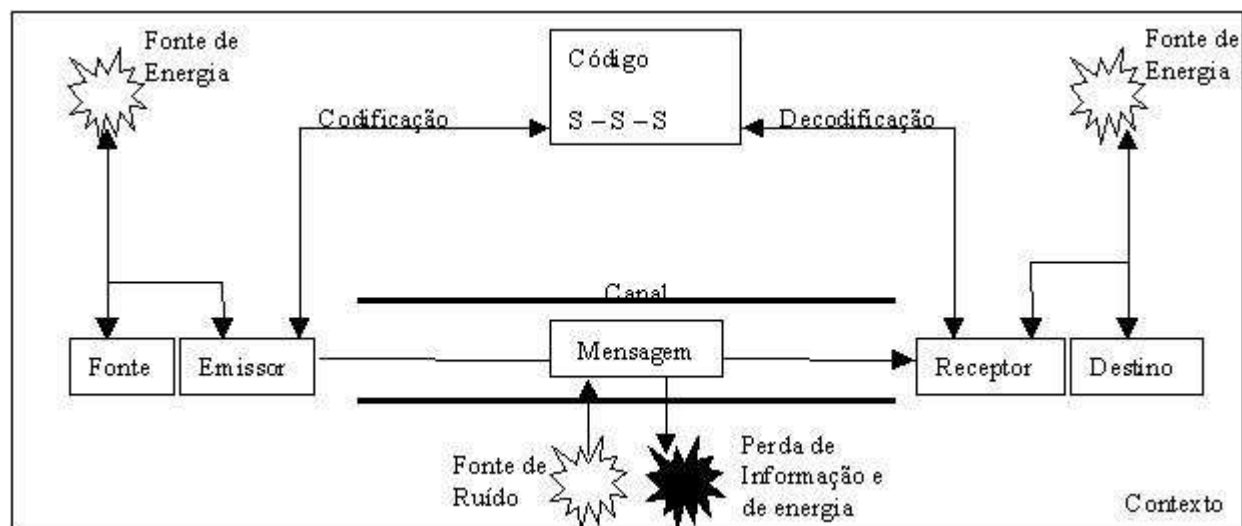 Fonte de
Energia
Código
S – S – S
Fonte de
Energia
Codificação
Decodificação
Canal
Fonte
Emissor
Mensagem
Receptor
Destino
Fonte de
Ruído
Perda de
Informação e
de energia
Contexto